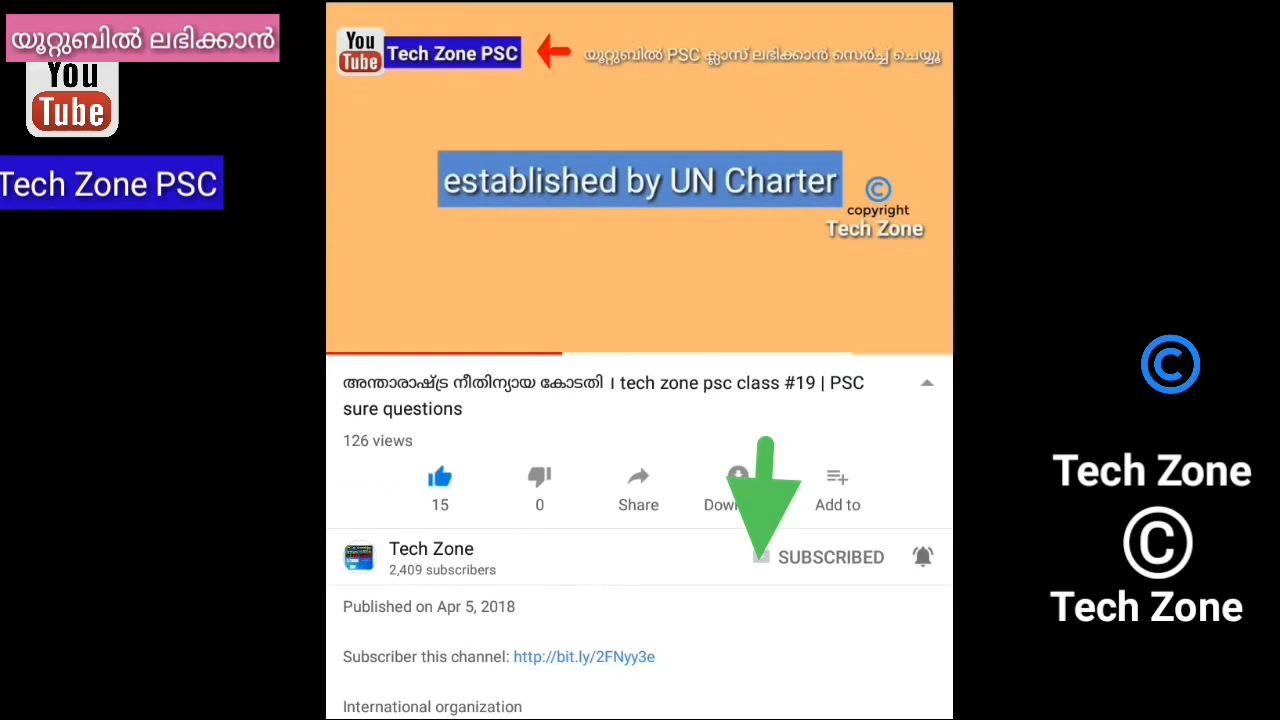 യൂറ്റുബിൽ ലഭിക്കാൻ
You
Tube
Tech Zone PSC
You
Tube
Tech Zone PSC
യൂറ്റുബിൽ PSC ക്ലാസ് ലഭിക്കാൻ സെർച്ച് ചെയ്യൂ
established by UN Charter
©
copyright
Tech Zone
അന്താരാഷ്ട്ര നീതിന്യായ കോടതി । tech zone psc class #19 | PSC
sure questions
126 views
15
0
Share
Add to
Tech Zone
2,409 subscribers
SUBSCRIBED
Published on Apr 5, 2018
Subscriber this channel: http://bit.ly/2FNyy3e
International organization
©
Tech Zone
©
Tech Zone